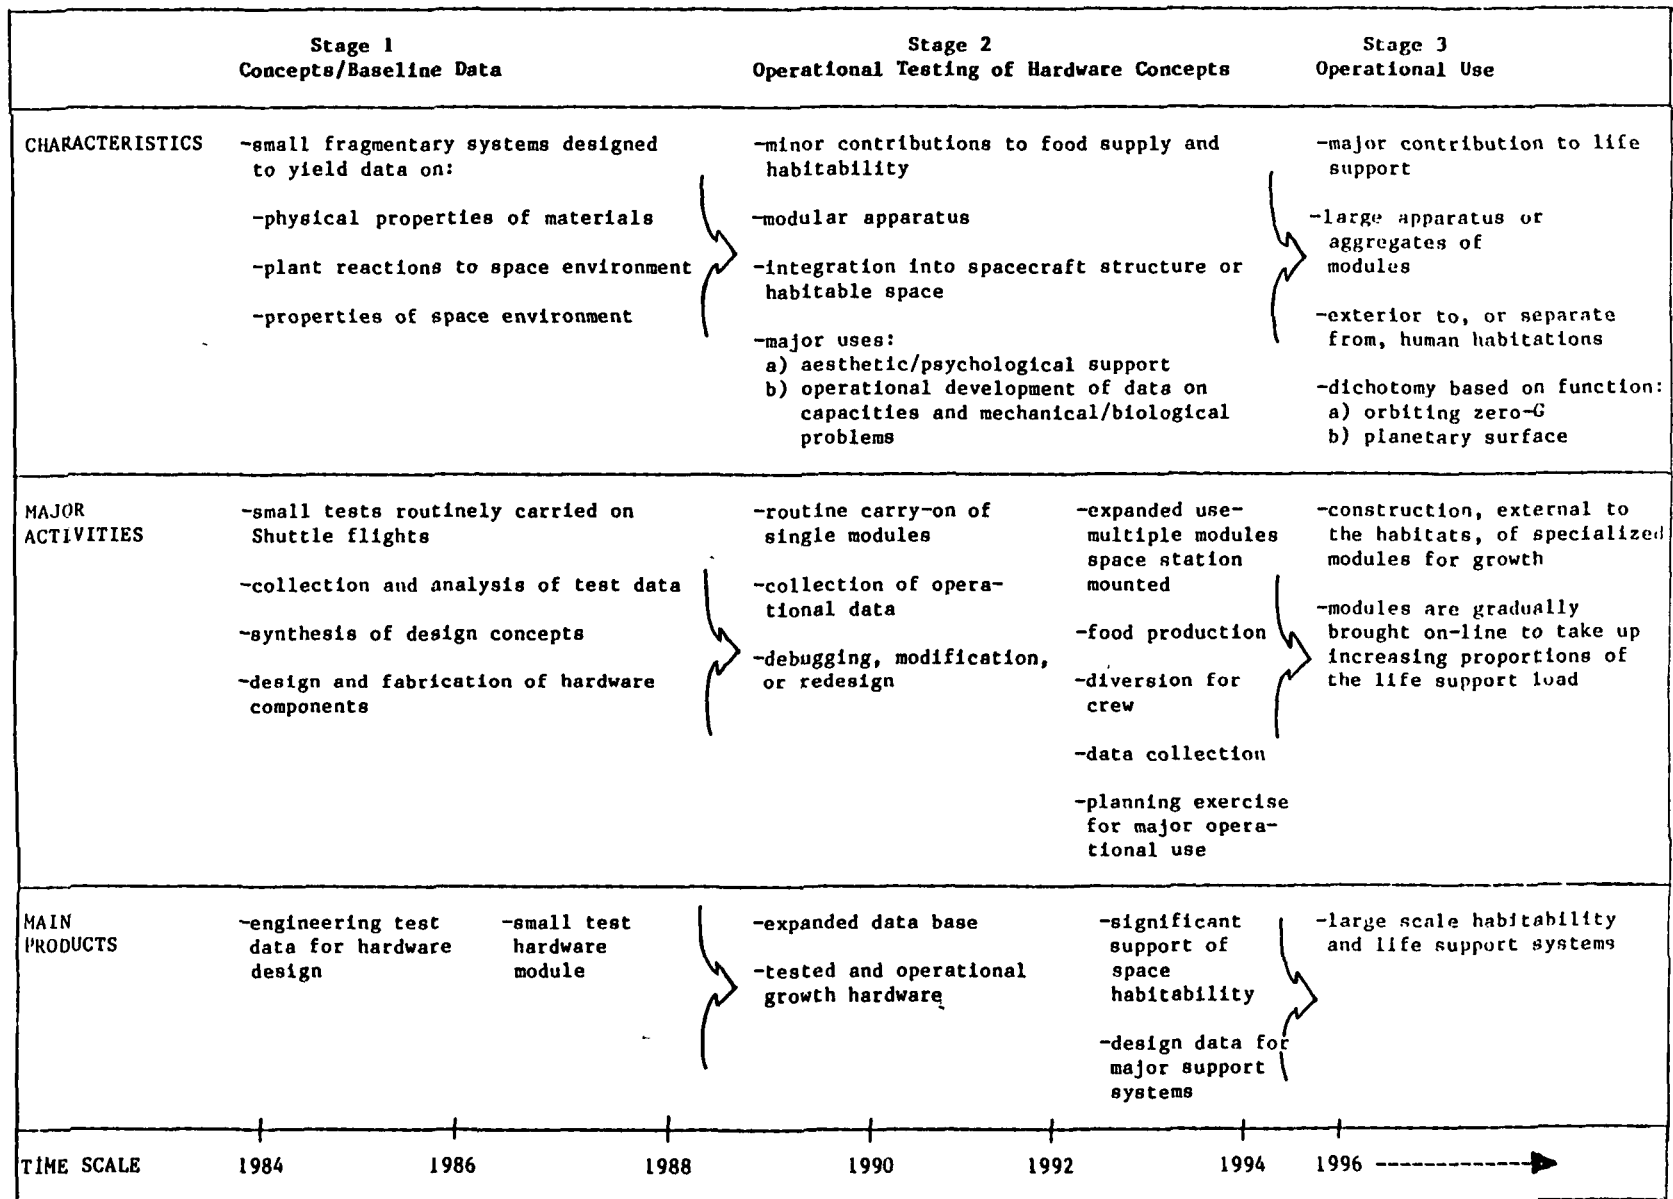 Stage 1
Concepts/Baseline Data
Stage 2
Operational Testing of Hardware Concepts
Stage 3
Operational Use
CHARACTERISTICS
-small fragmentary systems designed
to yield data on:
-physical properties of materials
-plant reactions to space environment
-properties of space environment
-minor contributions to food supply and
habitability
-modular apparatus
-integration into spacecraft structure or
habitable space
-major uses:
a) aesthetic/psychological support
b) operational development of data on
capacities and mechanical/biological
problems
-major contribution to life
support
-large apparatus or
aggregates of
modules
-exterior to, or separate
from, human habitations
-dichotomy based on function:
a) orbiting zero-G
b) planetary surface
MAJOR
ACTIVITIES
-small tests routinely carried on
Shuttle flights
-collection and analysis of test data
-synthesis of design concepts
-design and fabrication of hardware
components
-routine carry-on of
single modules
-collection of opera-
tional data
-debugging, modification,
or redesign
-expanded use-
multiple modules
space station
mounted
-food production
-diversion for
crew
-data collection
-planning exercise
for major opera-
tional use
-construction, external to
the habitats, of specialized
modules for growth
-modules are gradually
brought on-line to take up
increasing proportions of
the life support load
MAIN
PRODUCTS
-engineering test
data for hardware
design
-small test
hardware
module
-expanded data base
-tested and operational
growth hardware
-significant
support of
space
habitability
-design data for
major support
systems
-large scale habitability
and life support systems
TIME SCALE
1984
1986
1988
1990
1992
1994
1996